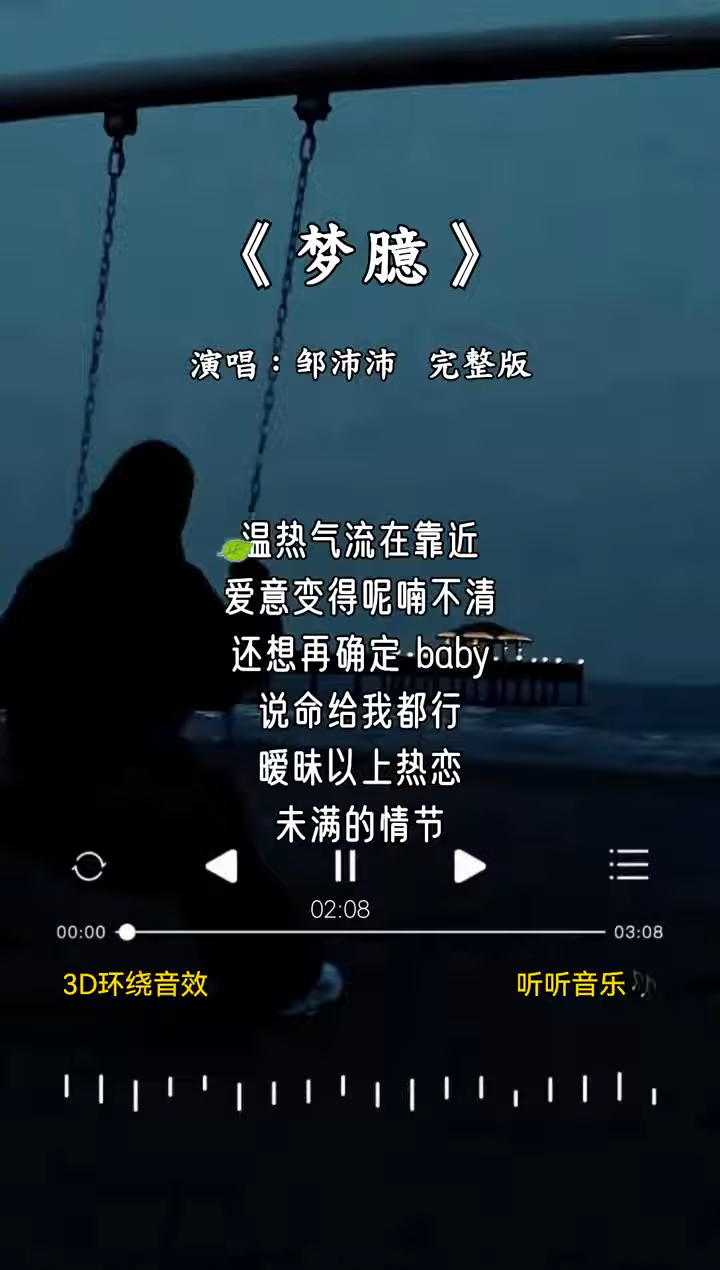 《梦臆》
演唱：邹沛沛 完整版
温热气流在靠近
爱意变得呢喃不清
还想再确定 baby
说命给我都行
暧昧以上热恋
未满的情节
02:08
00:00 03:08
3D环绕音效 听听音乐